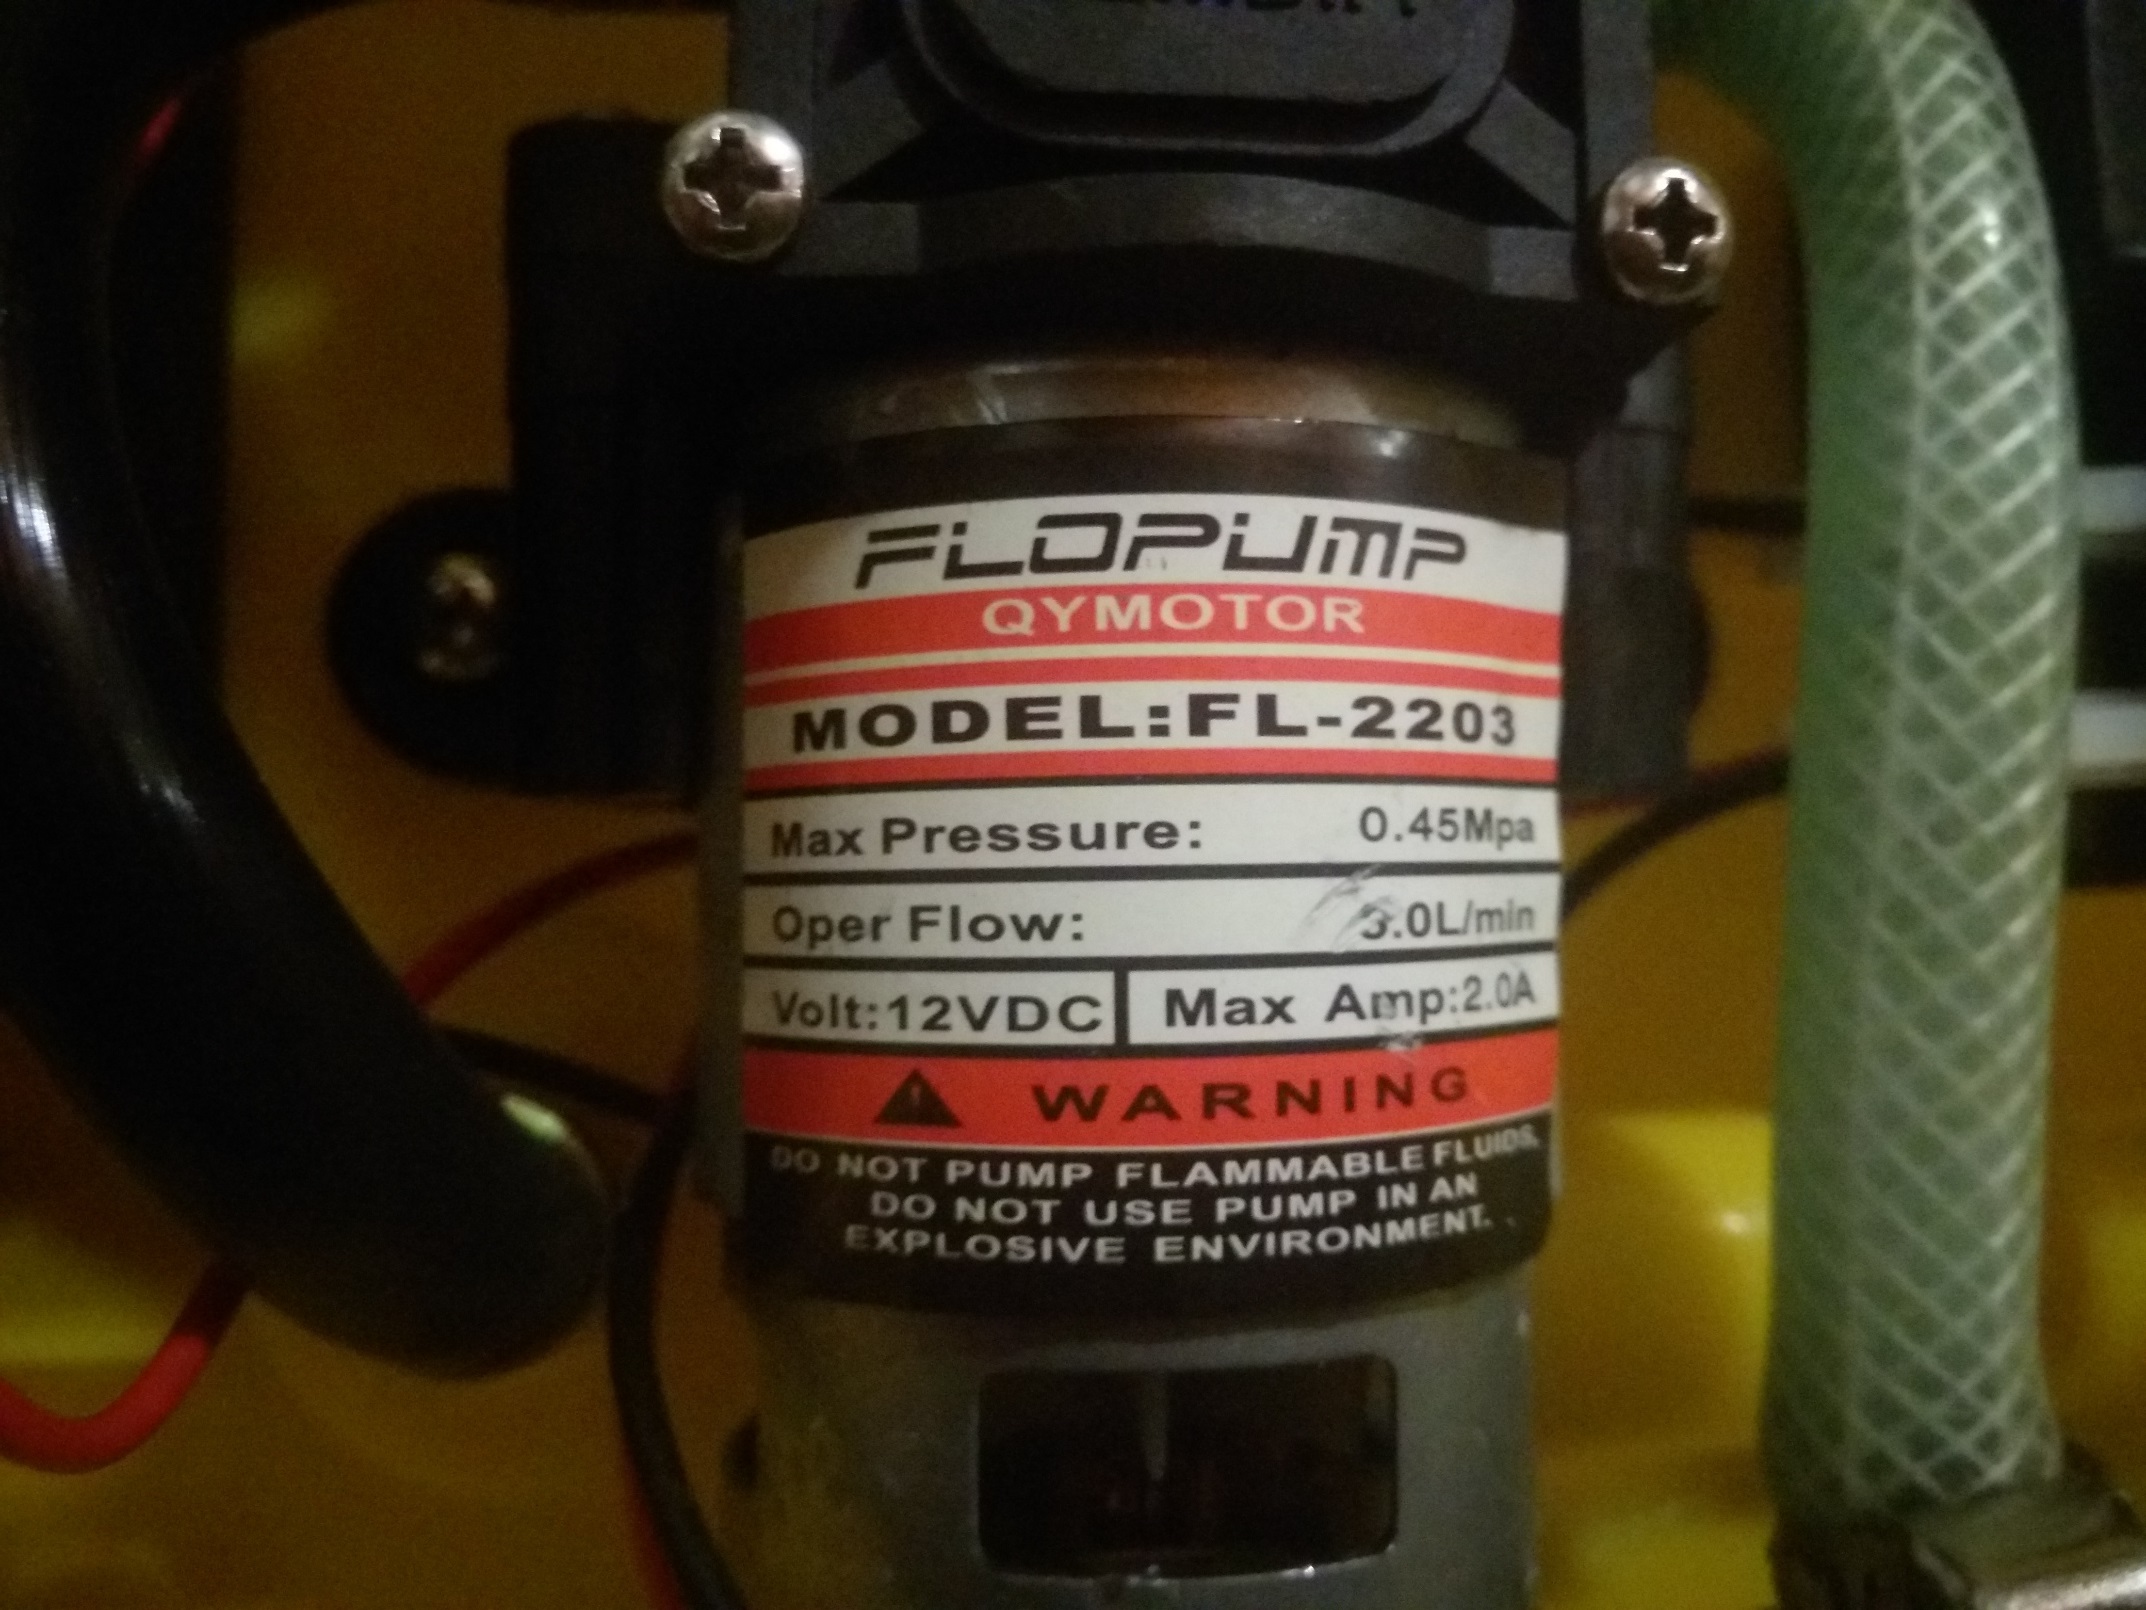 FLOPUMP
QYMOTOR
MODEL:FL-2203
Max Pressure: 0.45Mpa
Oper Flow: 3.0L/min
Volt:12VDC Max Amp:2.0A
WARNING
DO NOT PUMP FLAMMABLE FLUIDS.
DO NOT USE PUMP IN AN
EXPLOSIVE ENVIRONMENT.